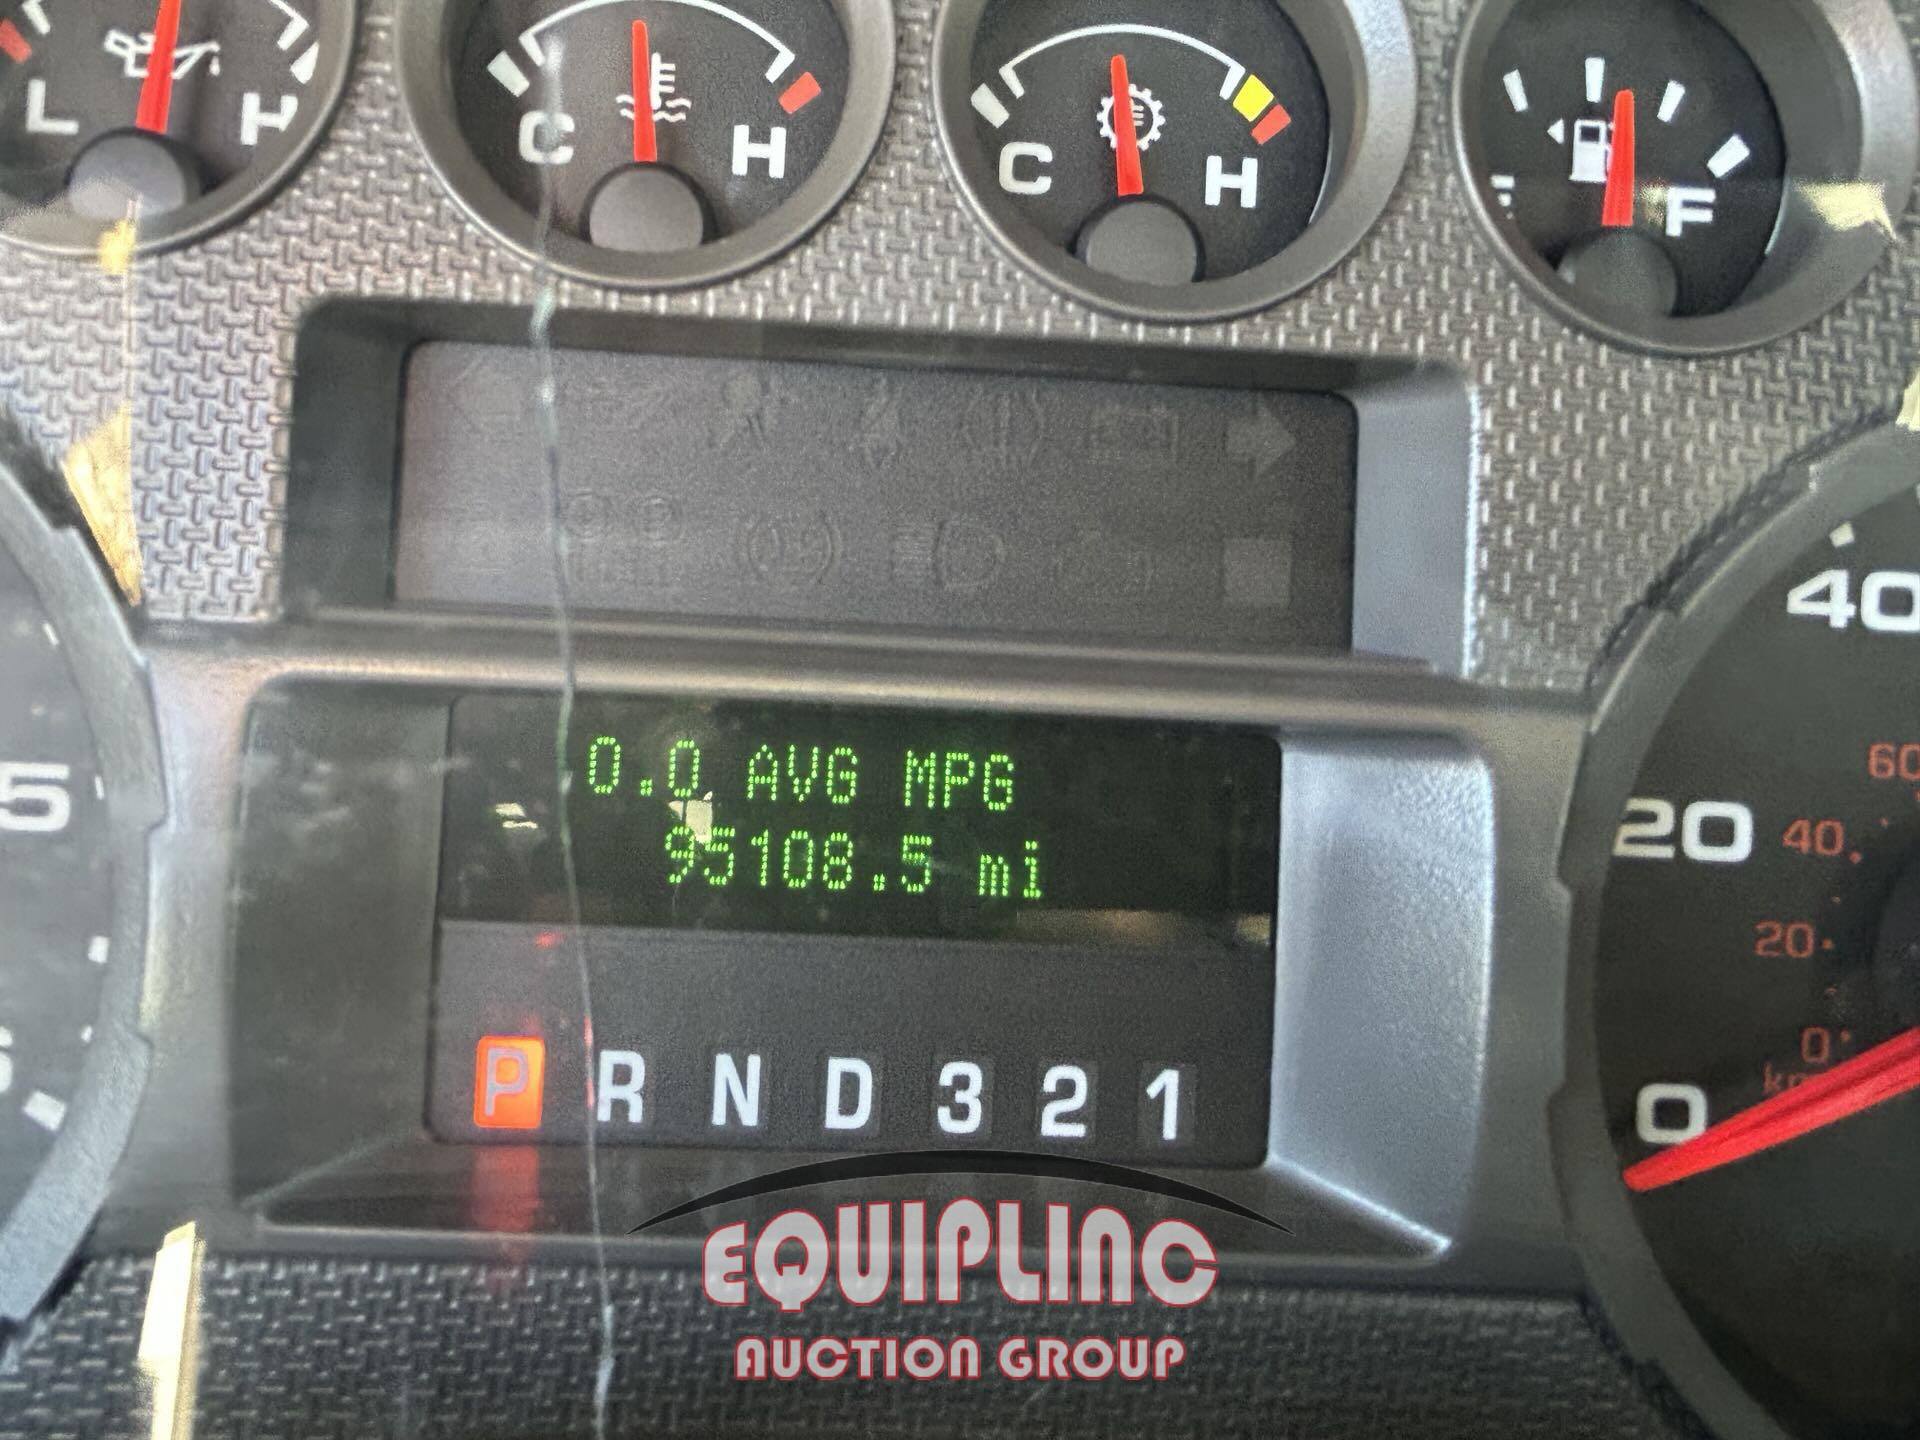 L H
C H
C H
F
40
60
5
20 40
20
0
0
0.0 AVG MPG
95108.5 mi
P R N D 3 2 1
EQUIPLINC
AUCTION GROUP